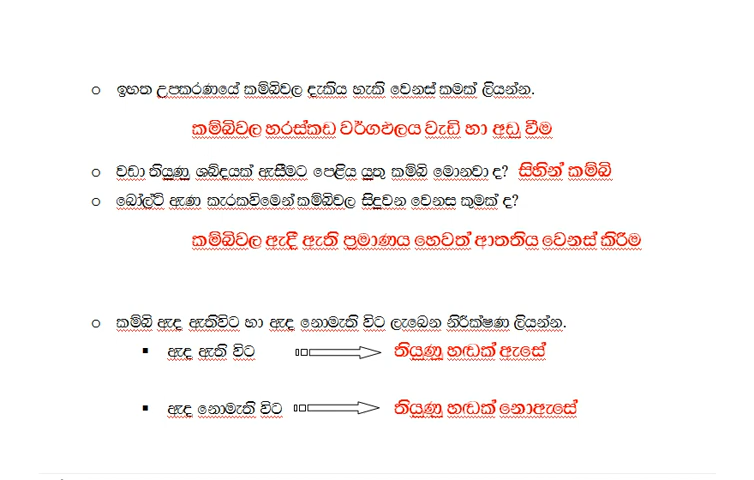 o ඉහත උපකරණයේ කම්බිවල දැකිය හැකි වෙනස් කමක් ලියන්න.
කම්බිවල හරස්කඩ වර්ගඵලය වැඩි හා අඩු වීම
o වඩා තියුණු ශබ්දයක් ඇසීමට පෙළිය යුතු කම්බි මොනවා ද? සිහින් කම්බි
o බෝල්ට් ඇණ කැරකවීමෙන් කම්බිවල සිදුවන වෙනස කුමක් ද?
කම්බිවල ඇදී ඇති ප්‍රමාණය හෙවත් ආතතිය වෙනස් කිරීම
o කම්බි ඇද ඇතිවිට හා ඇද නොමැති විට ලැබෙන නිරීක්ෂණ ලියන්න.
▪ ඇද ඇති විට තියුණු හඬක් ඇසේ
▪ ඇද නොමැති විට තියුණු හඬක් නොඇසේ